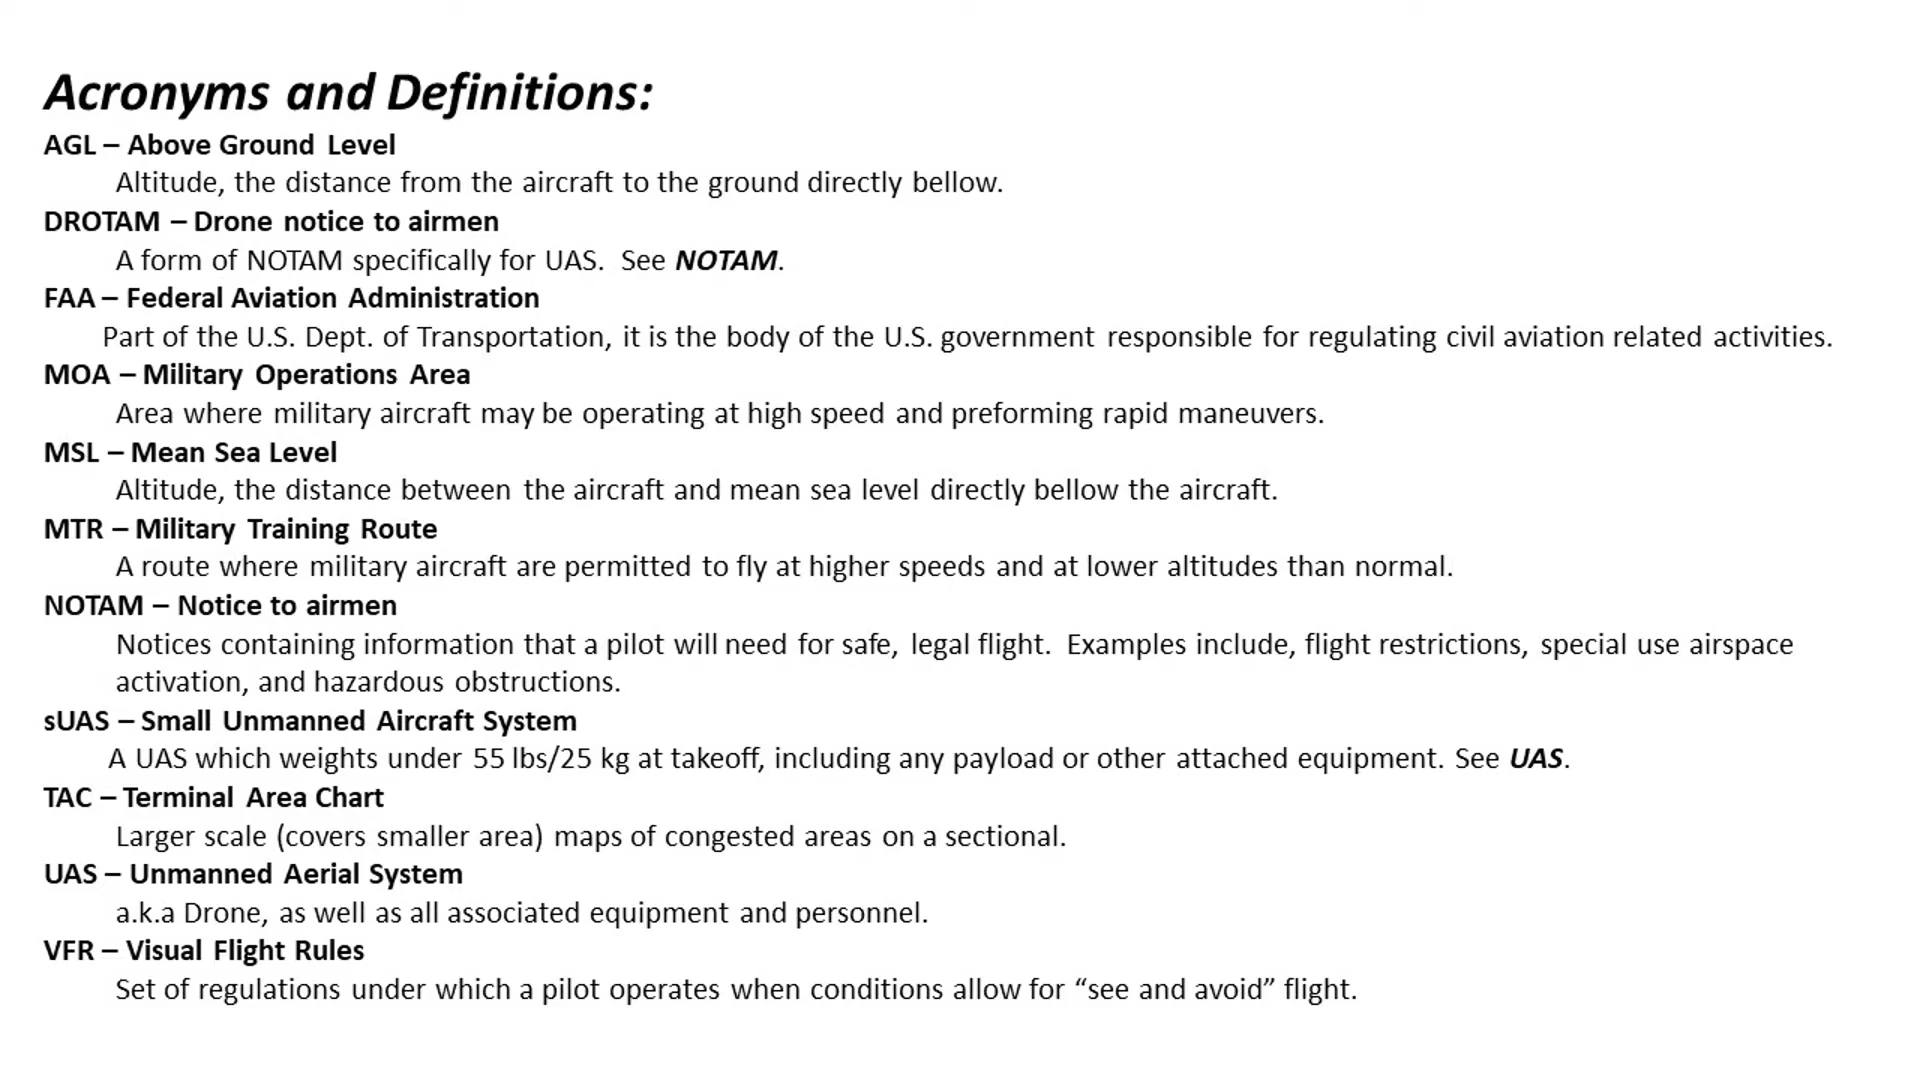 Acronyms and Definitions:
AGL – Above Ground Level
Altitude, the distance from the aircraft to the ground directly bellow.
DROTAM – Drone notice to airmen
A form of NOTAM specifically for UAS.  See NOTAM.
FAA – Federal Aviation Administration
Part of the U.S. Dept. of Transportation, it is the body of the U.S. government responsible for regulating civil aviation related activities.
MOA – Military Operations Area
Area where military aircraft may be operating at high speed and preforming rapid maneuvers.
MSL – Mean Sea Level
Altitude, the distance between the aircraft and mean sea level directly bellow the aircraft.
MTR – Military Training Route
A route where military aircraft are permitted to fly at higher speeds and at lower altitudes than normal.
NOTAM – Notice to airmen
Notices containing information that a pilot will need for safe, legal flight.  Examples include, flight restrictions, special use airspace
activation, and hazardous obstructions.
sUAS – Small Unmanned Aircraft System
A UAS which weights under 55 lbs/25 kg at takeoff, including any payload or other attached equipment. See UAS.
TAC – Terminal Area Chart
Larger scale (covers smaller area) maps of congested areas on a sectional.
UAS – Unmanned Aerial System
a.k.a Drone, as well as all associated equipment and personnel.
VFR – Visual Flight Rules
Set of regulations under which a pilot operates when conditions allow for “see and avoid” flight.